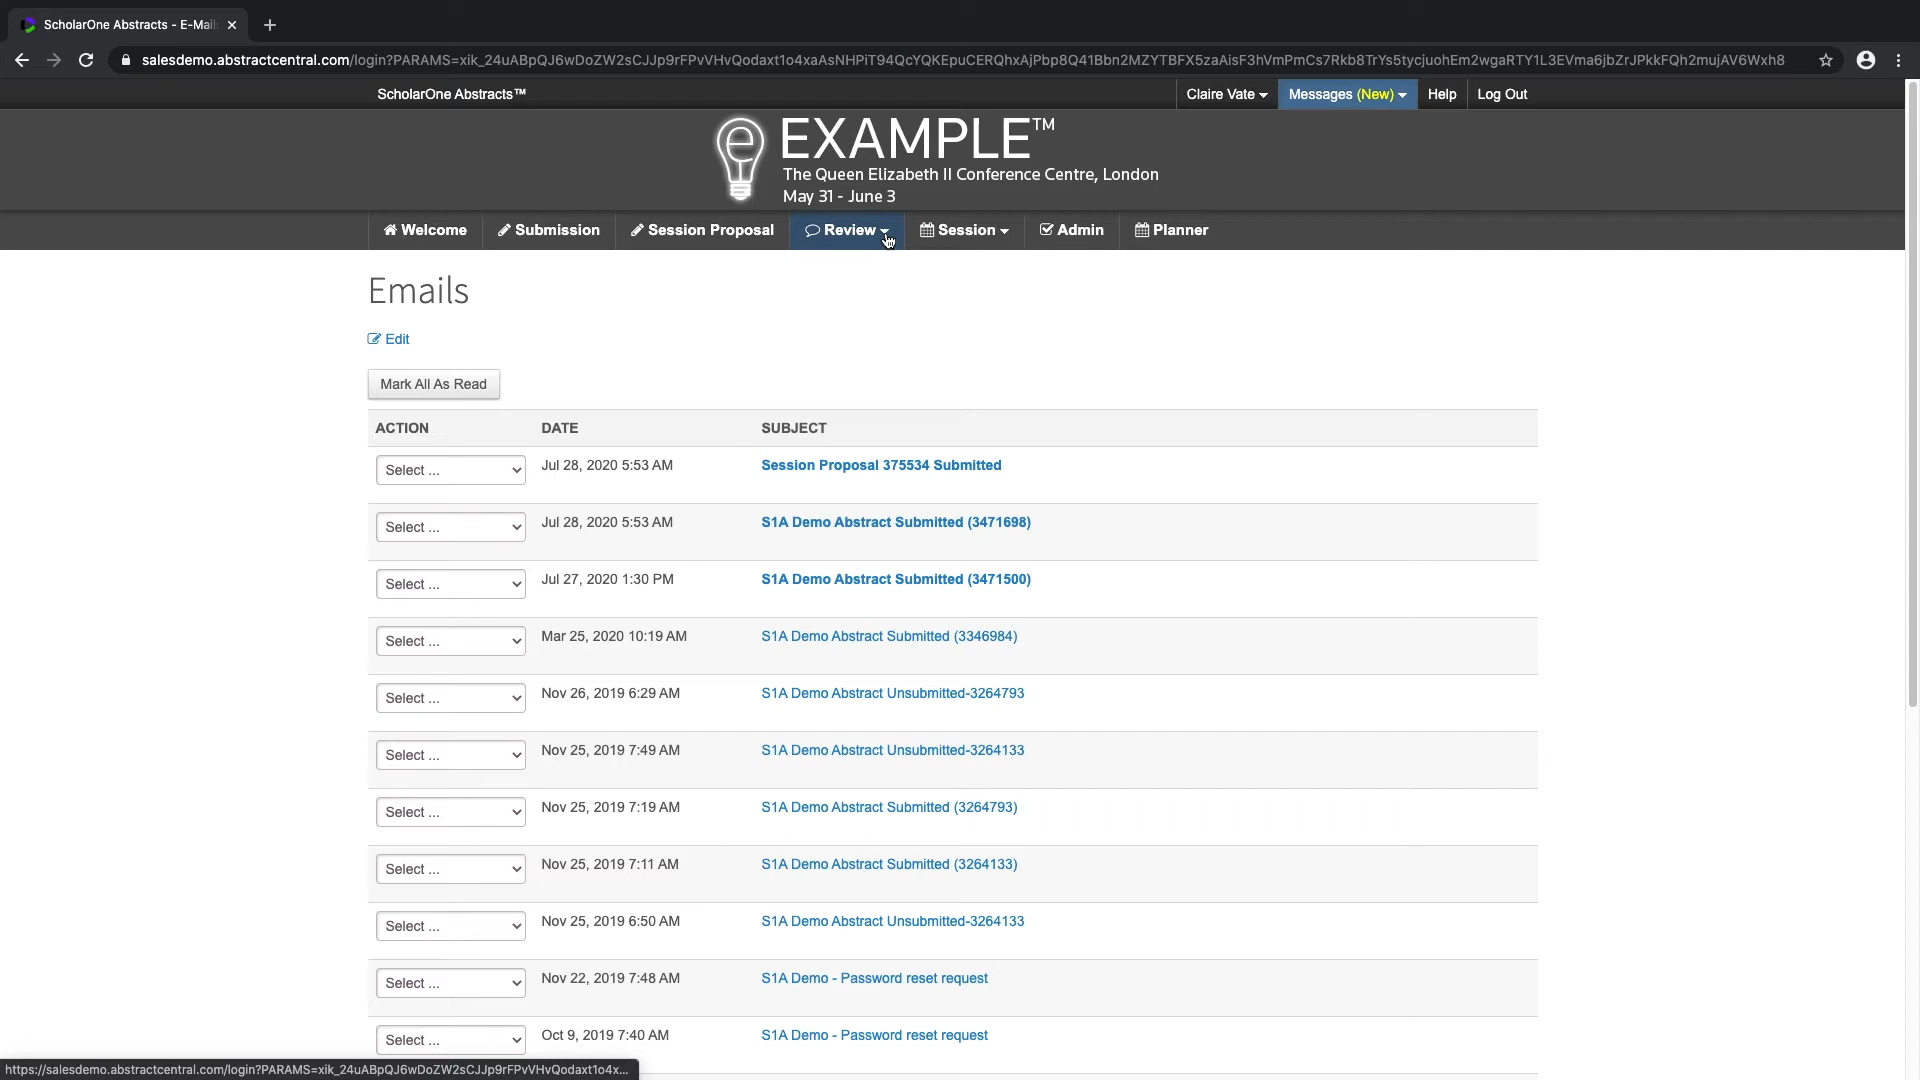 ScholarOne Abstracts - E-Mail
salesdemo.abstractcentral.com/login?PARAMS=xik_24uABpQJ6wDoZW2sCJJp9rFPvVHvQodaxt1o4xaAsNHPiT94QcYQKEpuCERQhxAjPbp8Q41Bbn2MZYTBFX5zaAisF3hVmPmCs7Rkb8TrYs5tycjuohEm2wgaRTY1L3EVma6jbZrJPkkFQh2mujAV6Wxh8
ScholarOne Abstracts™ Claire Vate Messages (New) Help Log Out
e EXAMPLE™
The Queen Elizabeth II Conference Centre, London
May 31 - June 3
Welcome Submission Session Proposal Review Session Admin Planner
Emails
Edit
Mark All As Read
ACTION DATE SUBJECT
Select ... Jul 28, 2020 5:53 AM Session Proposal 375534 Submitted
Select ... Jul 28, 2020 5:53 AM S1A Demo Abstract Submitted (3471698)
Select ... Jul 27, 2020 1:30 PM S1A Demo Abstract Submitted (3471500)
Select ... Mar 25, 2020 10:19 AM S1A Demo Abstract Submitted (3346984)
Select ... Nov 26, 2019 6:29 AM S1A Demo Abstract Unsubmitted-3264793
Select ... Nov 25, 2019 7:49 AM S1A Demo Abstract Unsubmitted-3264133
Select ... Nov 25, 2019 7:19 AM S1A Demo Abstract Submitted (3264793)
Select ... Nov 25, 2019 7:11 AM S1A Demo Abstract Submitted (3264133)
Select ... Nov 25, 2019 6:50 AM S1A Demo Abstract Unsubmitted-3264133
Select ... Nov 22, 2019 7:48 AM S1A Demo - Password reset request
Select ... Oct 9, 2019 7:40 AM S1A Demo - Password reset request
https://salesdemo.abstractcentral.com/login?PARAMS=xik_24uABpQJ6wDoZW2sCJJp9rFPvVHvQodaxt1o4x...